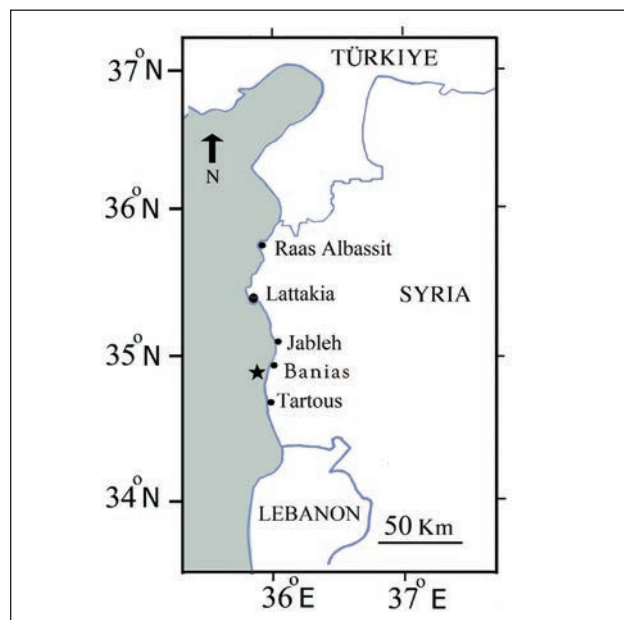 37°N
TÜRKIYE
N
36°N
Raas Albassit
Lattakia
SYRIA
Jableh
35°N
Banias
Tartous
34°N
LEBANON
50 Km
36°E
37°E